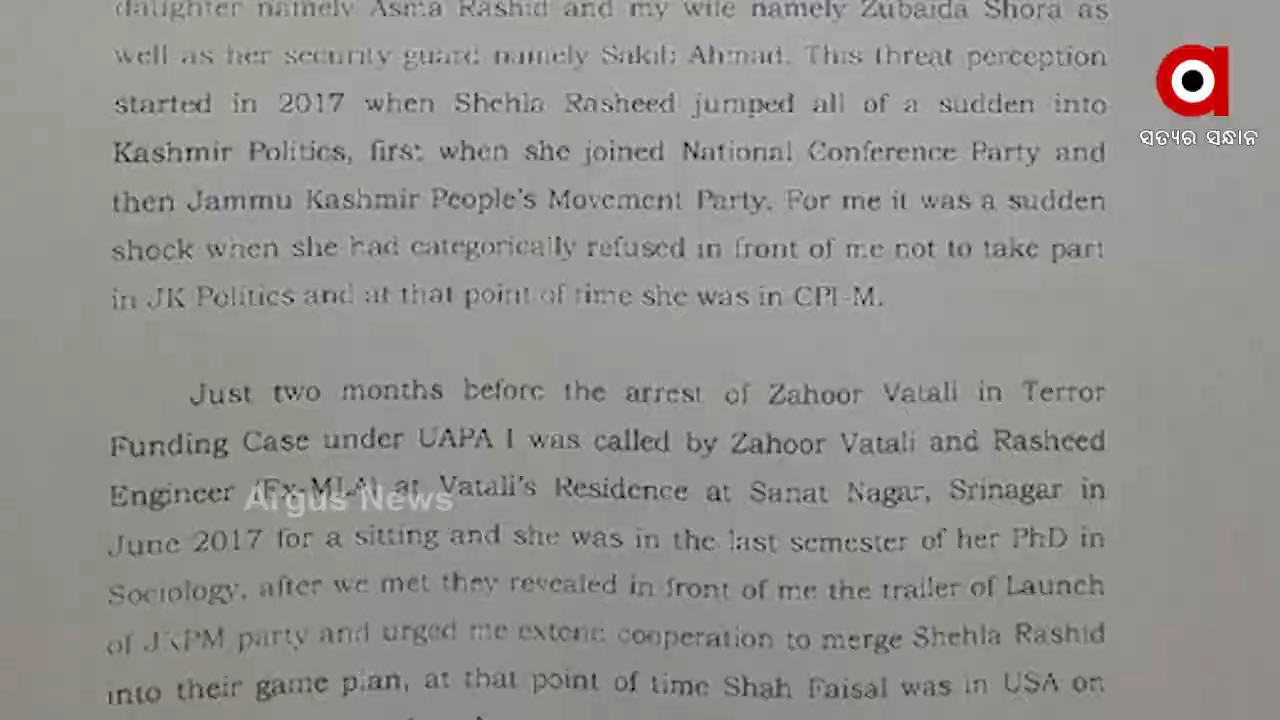 daughter namely Asma Rashid and my wife namely Zubaida Shora as
well as her security guard namely Sakib Ahmad. This threat perception
started in 2017 when Shehla Rasheed jumped all of a sudden into
Kashmir Politics, first when she joined National Conference Party and
then Jammu Kashmir People's Movement Party. For me it was a sudden
shock when she had categorically refused in front of me not to take part
in JK Politics and at that point of time she was in CPI-M.
Just two months before the arrest of Zahoor Vatali in Terror
Funding Case under UAPA I was called by Zahoor Vatali and Rasheed
Engineer (Ex-MLA) at Vatali's Residence at Sanat Nagar, Srinagar in
June 2017 for a sitting and she was in the last semester of her PhD in
Sociology, after we met they revealed in front of me the trailer of Launch
of JKPM party and urged me extend cooperation to merge Shehla Rashid
into their game plan, at that point of time Shah Faisal was in USA on
ସତ୍ୟର ସନ୍ଧାନ
Argus News